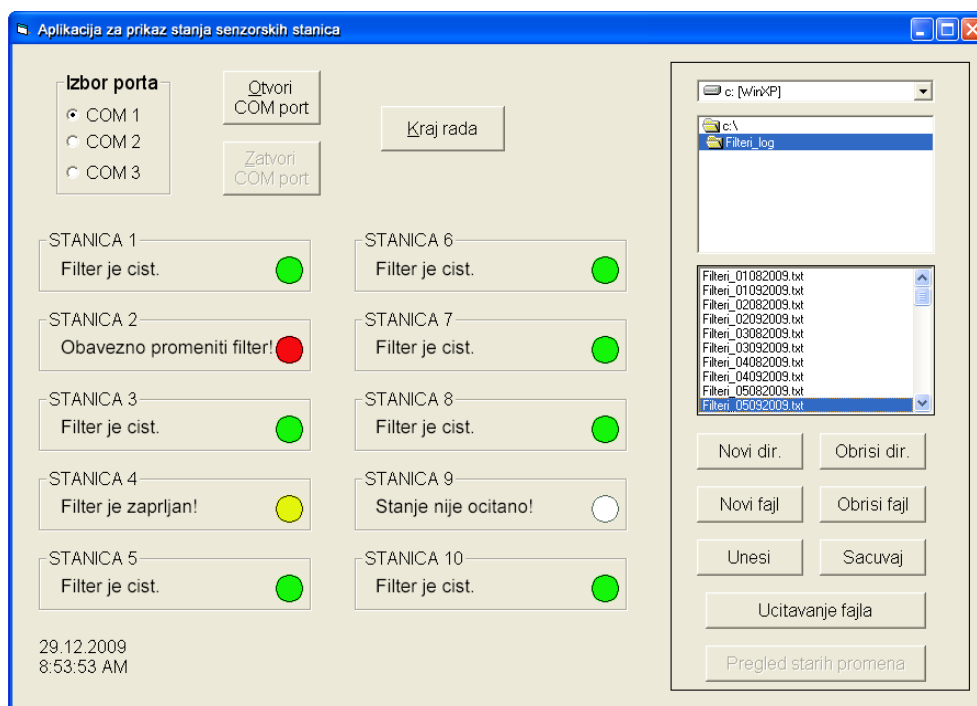 Aplikacija za prikaz stanja senzorskih stanica
Izbor porta
COM 1
COM 2
COM 3
Otvori
COM port
Zatvori
COM port
Kraj rada
STANICA 1
Filter je cist.
STANICA 2
Obavezno promeniti filter!
STANICA 3
Filter je cist.
STANICA 4
Filter je zaprljan!
STANICA 5
Filter je cist.
STANICA 6
Filter je cist.
STANICA 7
Filter je cist.
STANICA 8
Filter je cist.
STANICA 9
Stanje nije ocitano!
STANICA 10
Filter je cist.
29.12.2009
8:53:53 AM
c: [WinXP]
c:\
Filteri_log
Filteri_01082009.txt
Filteri_01092009.txt
Filteri_02082009.txt
Filteri_02092009.txt
Filteri_03082009.txt
Filteri_03092009.txt
Filteri_04082009.txt
Filteri_04092009.txt
Filteri_05082009.txt
Filteri_05092009.txt
Novi dir.
Obrisi dir.
Novi fajl
Obrisi fajl
Unesi
Sacuvaj
Ucitavanje fajla
Pregled starih promena